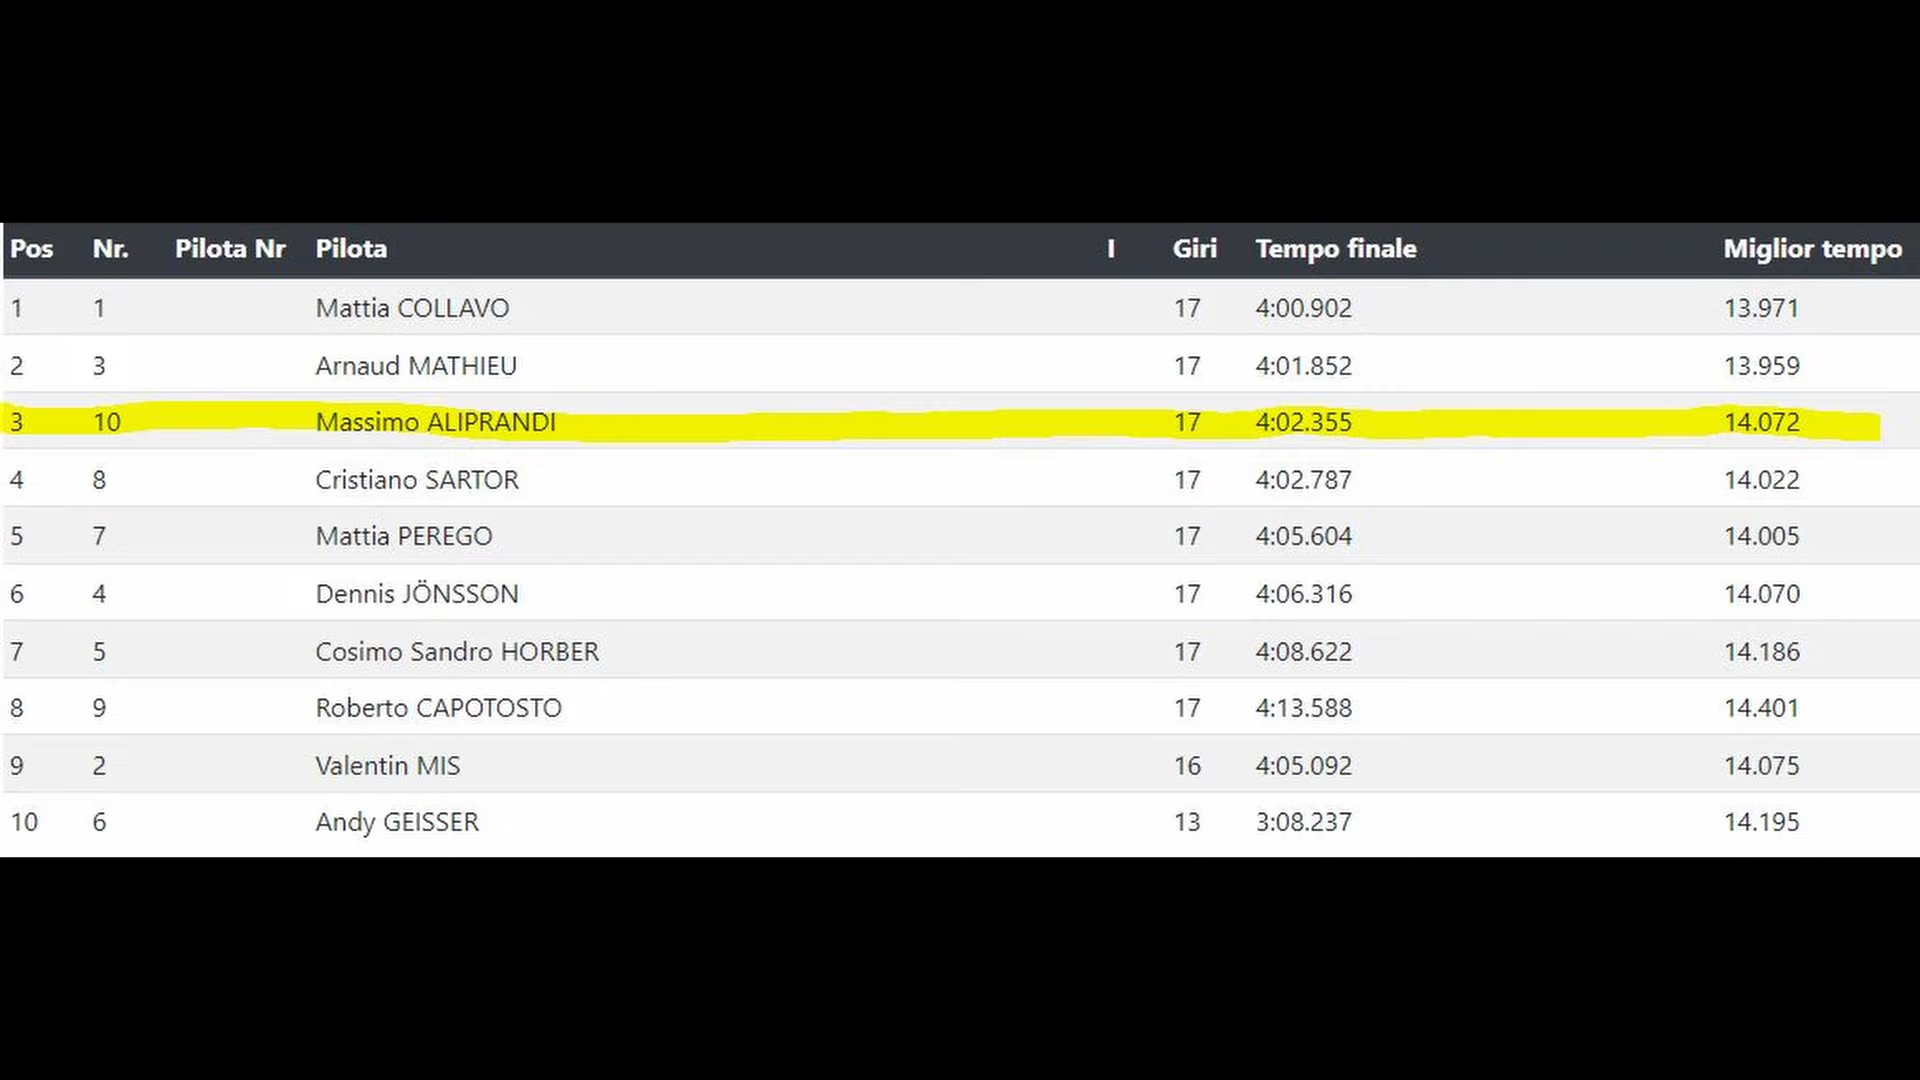 Pos Nr. Pilota Nr Pilota I Giri Tempo finale Miglior tempo
1 1 Mattia COLLAVO 17 4:00.902 13.971
2 3 Arnaud MATHIEU 17 4:01.852 13.959
3 10 Massimo ALIPRANDI 17 4:02.355 14.072
4 8 Cristiano SARTOR 17 4:02.787 14.022
5 7 Mattia PEREGO 17 4:05.604 14.005
6 4 Dennis JÖNSSON 17 4:06.316 14.070
7 5 Cosimo Sandro HORBER 17 4:08.622 14.186
8 9 Roberto CAPOTOSTO 17 4:13.588 14.401
9 2 Valentin MIS 16 4:05.092 14.075
10 6 Andy GEISSER 13 3:08.237 14.195